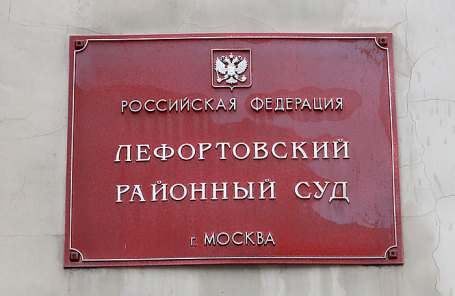 РОССИЙСКАЯ ФЕДЕРАЦИЯ
ЛЕФОРТОВСКИЙ
РАЙОННЫЙ СУД
г. МОСКВА